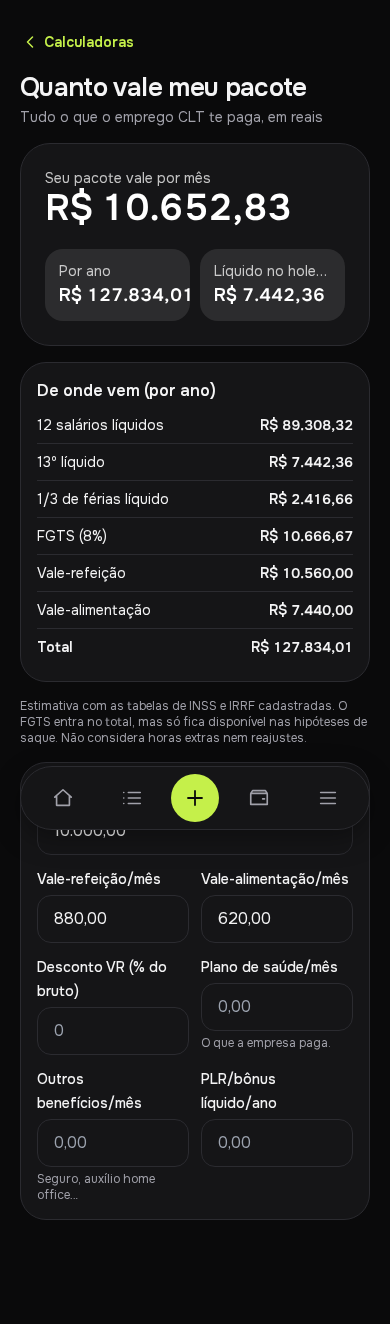 Calculadoras
Quanto vale meu pacote
Tudo o que o emprego CLT te paga, em reais
Seu pacote vale por mês
R$ 10.652,83
Por ano
R$ 127.834,01
Líquido no hole...
R$ 7.442,36
De onde vem (por ano)
12 salários líquidos R$ 89.308,32
13º líquido R$ 7.442,36
1/3 de férias líquido R$ 2.416,66
FGTS (8%) R$ 10.666,67
Vale-refeição R$ 10.560,00
Vale-alimentação R$ 7.440,00
Total R$ 127.834,01
Estimativa com as tabelas de INSS e IRRF cadastradas. O
FGTS entra no total, mas só fica disponível nas hipóteses de
saque. Não considera horas extras nem reajustes.
10.000,00
Vale-refeição/mês
880,00
Vale-alimentação/mês
620,00
Desconto VR (% do
bruto)
0
Plano de saúde/mês
0,00
O que a empresa paga.
Outros
benefícios/mês
0,00
Seguro, auxílio home
office...
PLR/bônus
líquido/ano
0,00